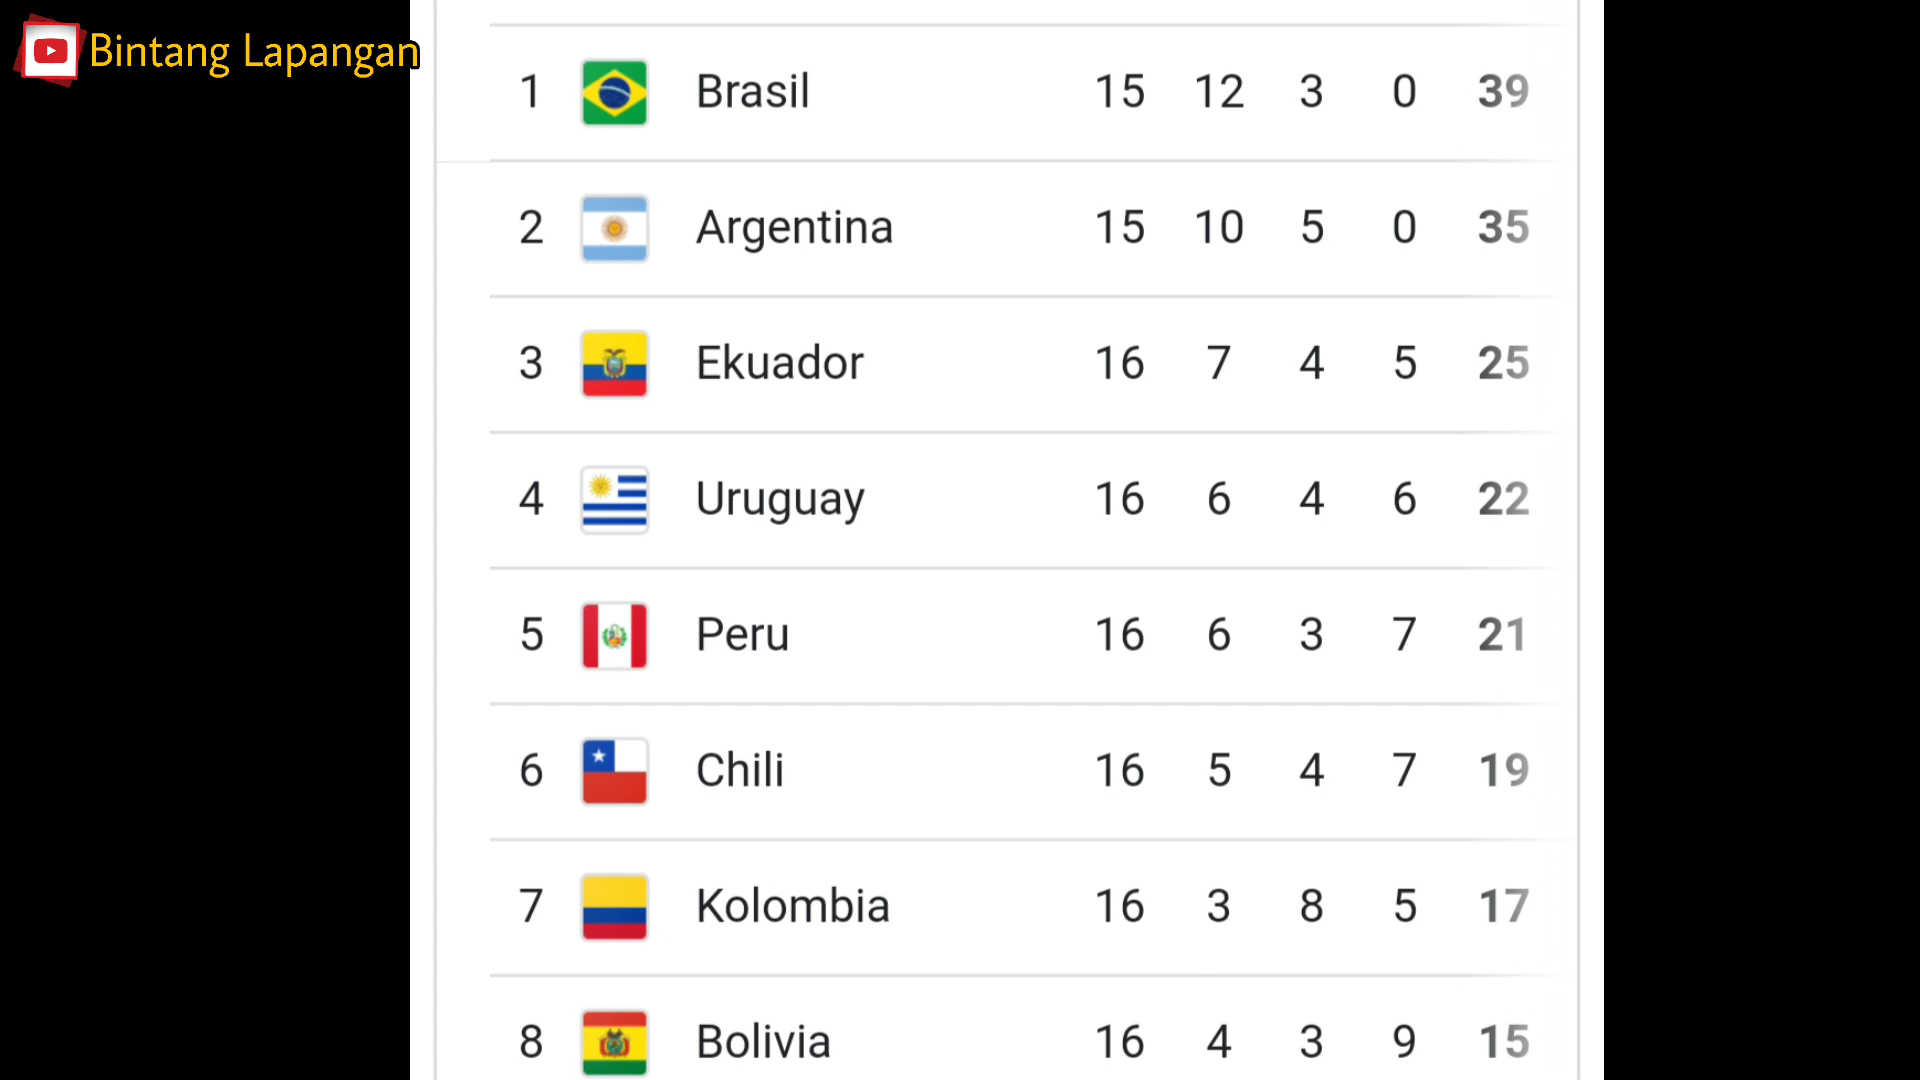 Bintang Lapangan
1 Brasil 15 12 3 0 39
2 Argentina 15 10 5 0 35
3 Ekuador 16 7 4 5 25
4 Uruguay 16 6 4 6 22
5 Peru 16 6 3 7 21
6 Chili 16 5 4 7 19
7 Kolombia 16 3 8 5 17
8 Bolivia 16 4 3 9 15